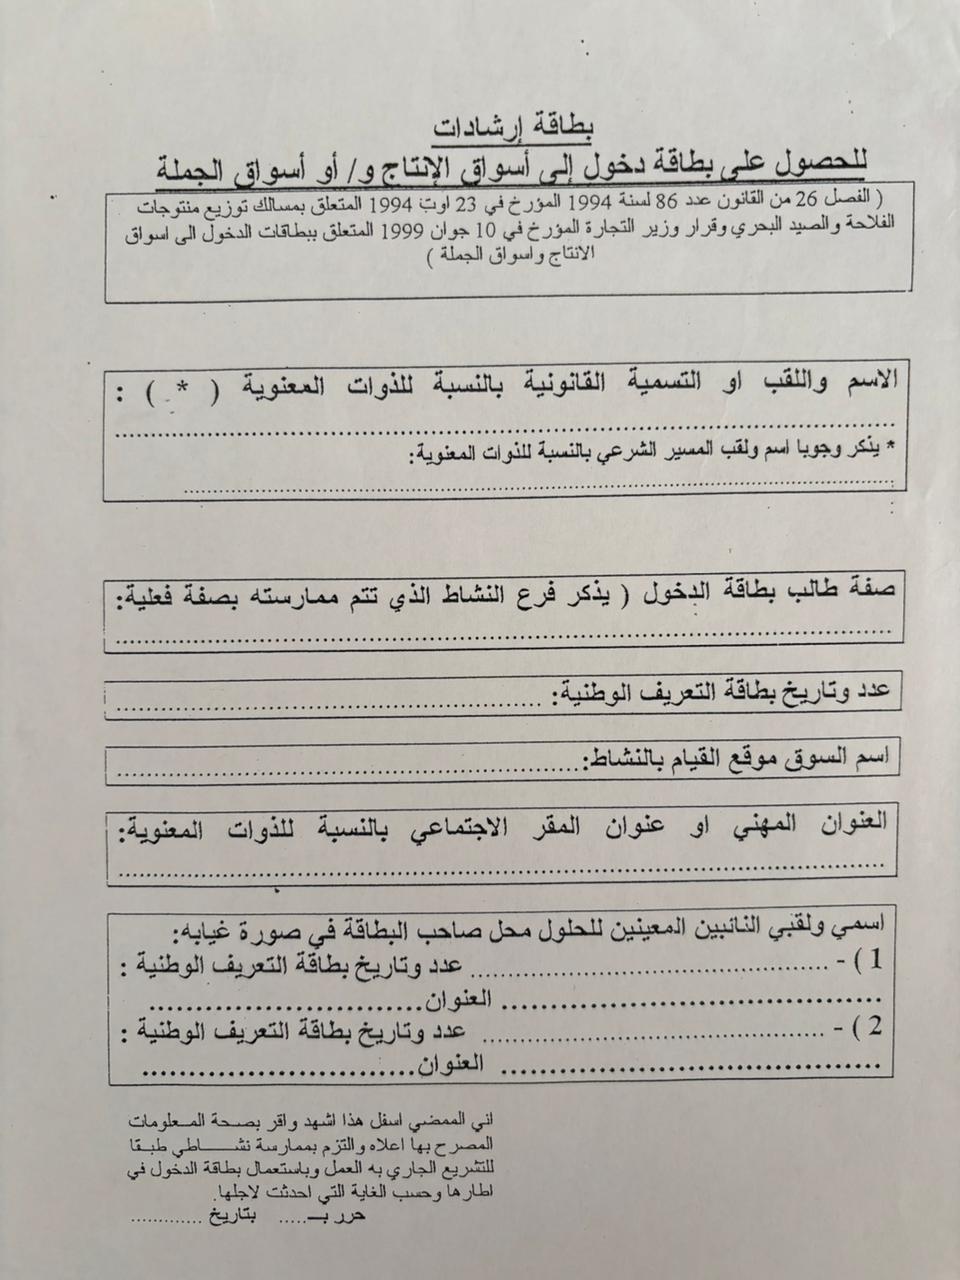 بطاقة إرشادات
للحصول على بطاقة دخول إلى أسواق الإنتاج و/ أو أسواق الجملة
( الفصل 26 من القانون عدد 86 لسنة 1994 المؤرخ في 23 اوت 1994 المتعلق بمسالك توزيع منتوجات
الفلاحة والصيد البحري وقرار وزير التجارة المؤرخ في 10 جوان 1999 المتعلق ببطاقات الدخول الى اسواق
الانتاج واسواق الجملة )
الاسم واللقب او التسمية القانونية بالنسبة للذوات المعنوية ( * ) :
................................................................
* يذكر وجوبا اسم ولقب المسير الشرعي بالنسبة للذوات المعنوية:
................................................................
صفة طالب بطاقة الدخول ( يذكر فرع النشاط الذي تتم ممارسته بصفة فعلية:
................................................................
عدد وتاريخ بطاقة التعريف الوطنية: ................................
اسم السوق موقع القيام بالنشاط:................................
العنوان المهني او عنوان المقر الاجتماعي بالنسبة للذوات المعنوية:
................................................................
اسمي ولقبي النائبين المعينين للحلول محل صاحب البطاقة في صورة غيابه:
1 ) - ................................ عدد وتاريخ بطاقة التعريف الوطنية :
................................ العنوان................................
2 ) - ................................ عدد وتاريخ بطاقة التعريف الوطنية :
................................ العنوان................................
اني الممضي اسفل هذا اشهد واقر بصحة المعلومات
المصرح بها اعلاه والتزم بممارسة نشاطي طبقا
للتشريع الجاري به العمل وباستعمال بطاقة الدخول في
اطارها وحسب الغاية التي احدثت لاجلها.
حرر بـ..... بتاريخ .............